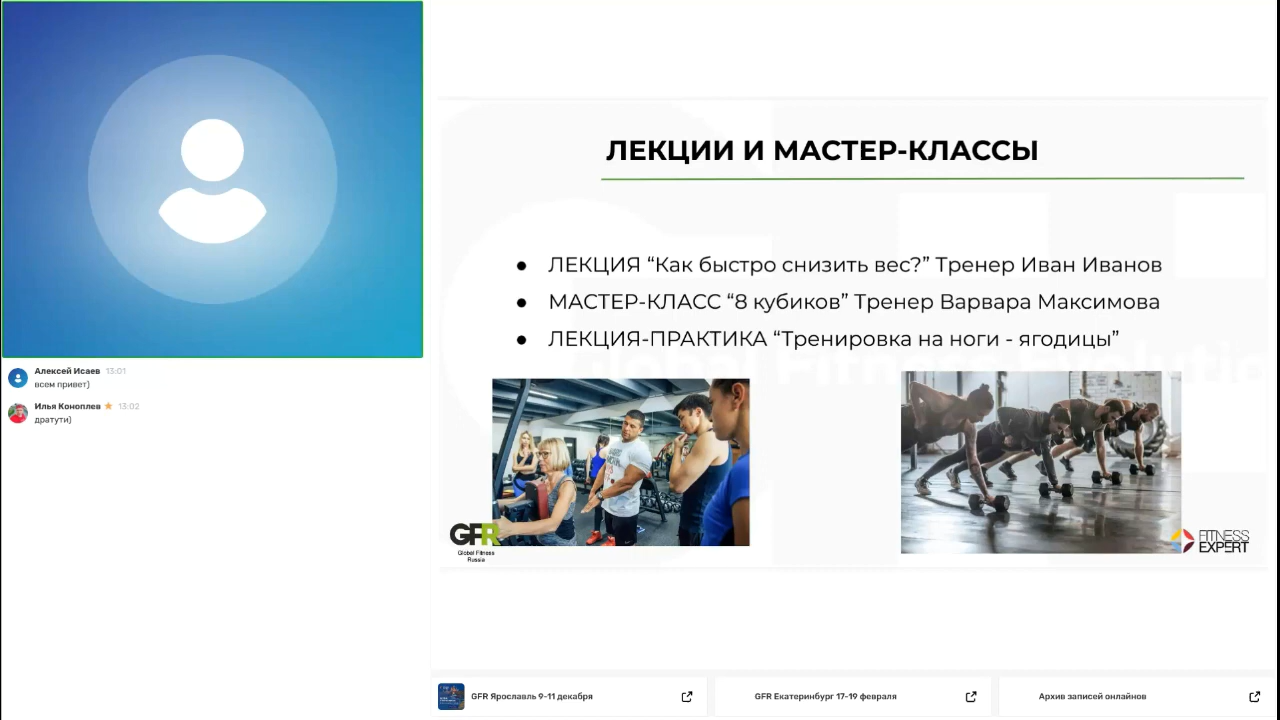 Алексей Исаев 13:01
всем привет)
Илья Коноплев 13:02
дратути)
ЛЕКЦИИ И МАСТЕР-КЛАССЫ
● ЛЕКЦИЯ “Как быстро снизить вес?” Тренер Иван Иванов
● МАСТЕР-КЛАСС “8 кубиков” Тренер Варвара Максимова
● ЛЕКЦИЯ-ПРАКТИКА “Тренировка на ноги - ягодицы”
GFR
Global Fitness
Russia
FITNESS
EXPERT
GFR Ярославль 9-11 декабря
GFR Екатеринбург 17-19 февраля
Архив записей онлайнов